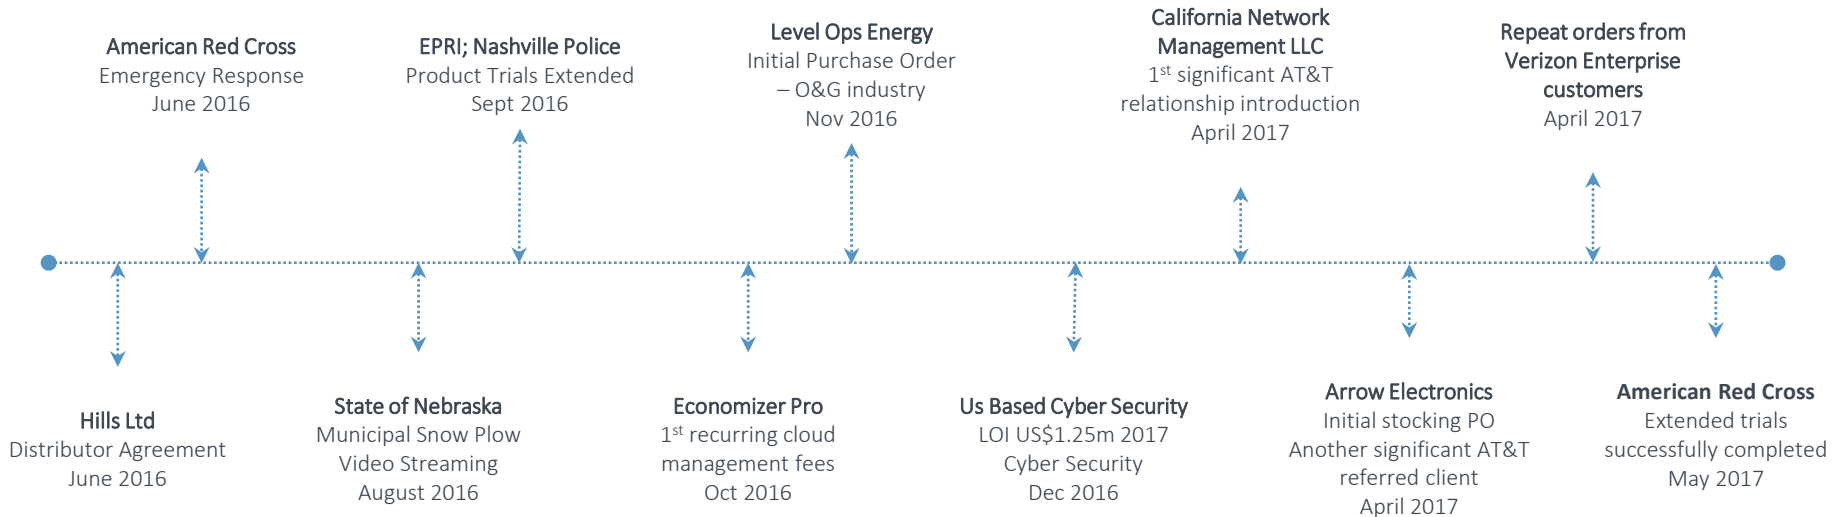 American Red Cross
Emergency Response
June 2016
EPRI; Nashville Police
Product Trials Extended
Sept 2016
Level Ops Energy
Initial Purchase Order
– O&G industry
Nov 2016
California Network
Management LLC
1st significant AT&T
relationship introduction
April 2017
Repeat orders from
Verizon Enterprise
customers
April 2017
Hills Ltd
Distributor Agreement
June 2016
State of Nebraska
Municipal Snow Plow
Video Streaming
August 2016
Economizer Pro
1st recurring cloud
management fees
Oct 2016
Us Based Cyber Security
LOI US$1.25m 2017
Cyber Security
Dec 2016
Arrow Electronics
Initial stocking PO
Another significant AT&T
referred client
April 2017
American Red Cross
Extended trials
successfully completed
May 2017